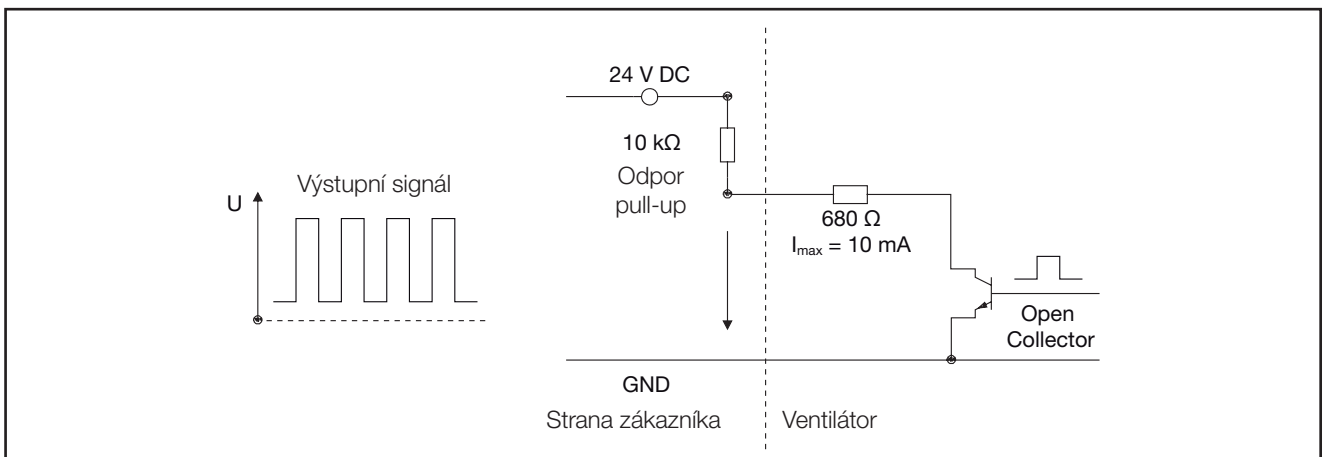 Výstupní signál
U
24 V DC
10 kΩ
Odpor
pull-up
680 Ω
Imax = 10 mA
Open
Collector
GND
Strana zákazníka
Ventilátor